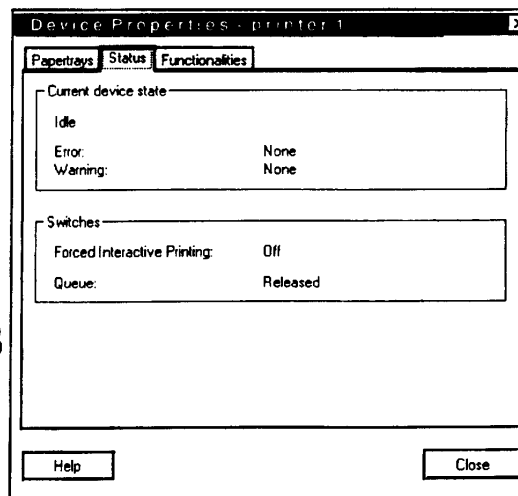 Device Properties - printer 1
Papertrays Status Functionalities
Current device state
Idle
Error: None
Warning: None
Switches
Forced Interactive Printing: Off
Queue: Released
Help Close